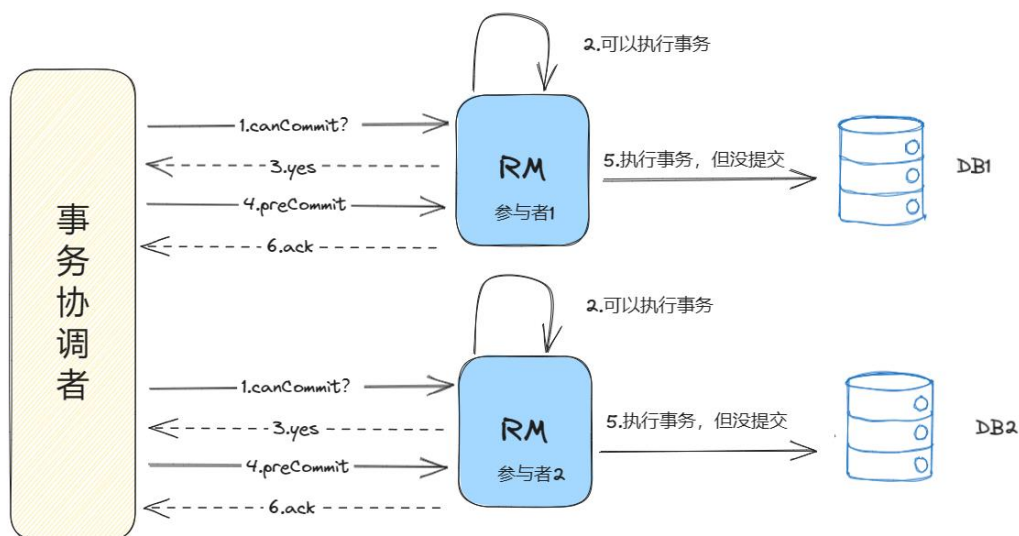 事务协调者
2.可以执行事务
1.canCommit?
3.yes
4.preCommit
6.ack
RM
参与者1
5.执行事务，但没提交
DB1
2.可以执行事务
1.canCommit?
3.yes
4.preCommit
6.ack
RM
参与者2
5.执行事务，但没提交
DB2